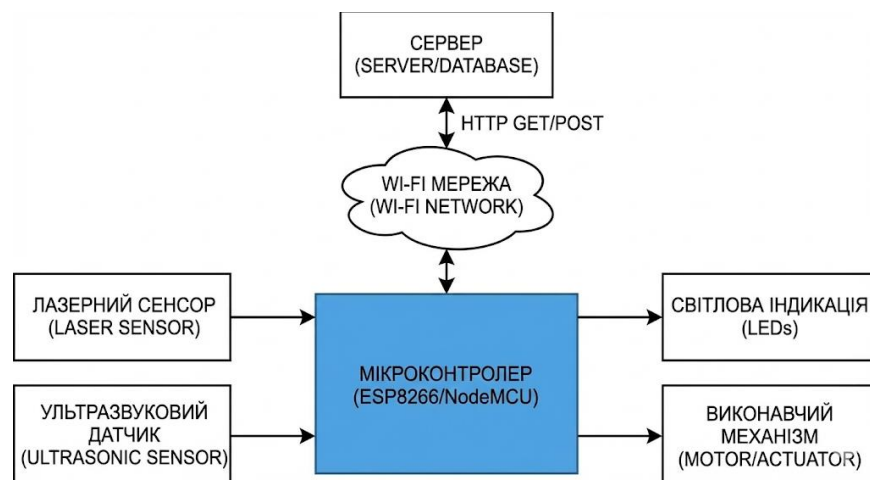 СЕРВЕР
(SERVER/DATABASE)
HTTP GET/POST
WI-FI МЕРЕЖА
(WI-FI NETWORK)
ЛАЗЕРНИЙ СЕНСОР
(LASER SENSOR)
СВІТЛОВА ІНДИКАЦІЯ
(LEDs)
МІКРОКОНТРОЛЕР
(ESP8266/NodeMCU)
УЛЬТРАЗВУКОВИЙ
ДАТЧИК
(ULTRASONIC SENSOR)
ВИКОНАВЧИЙ
МЕХАНІЗМ
(MOTOR/ACTUATOR)